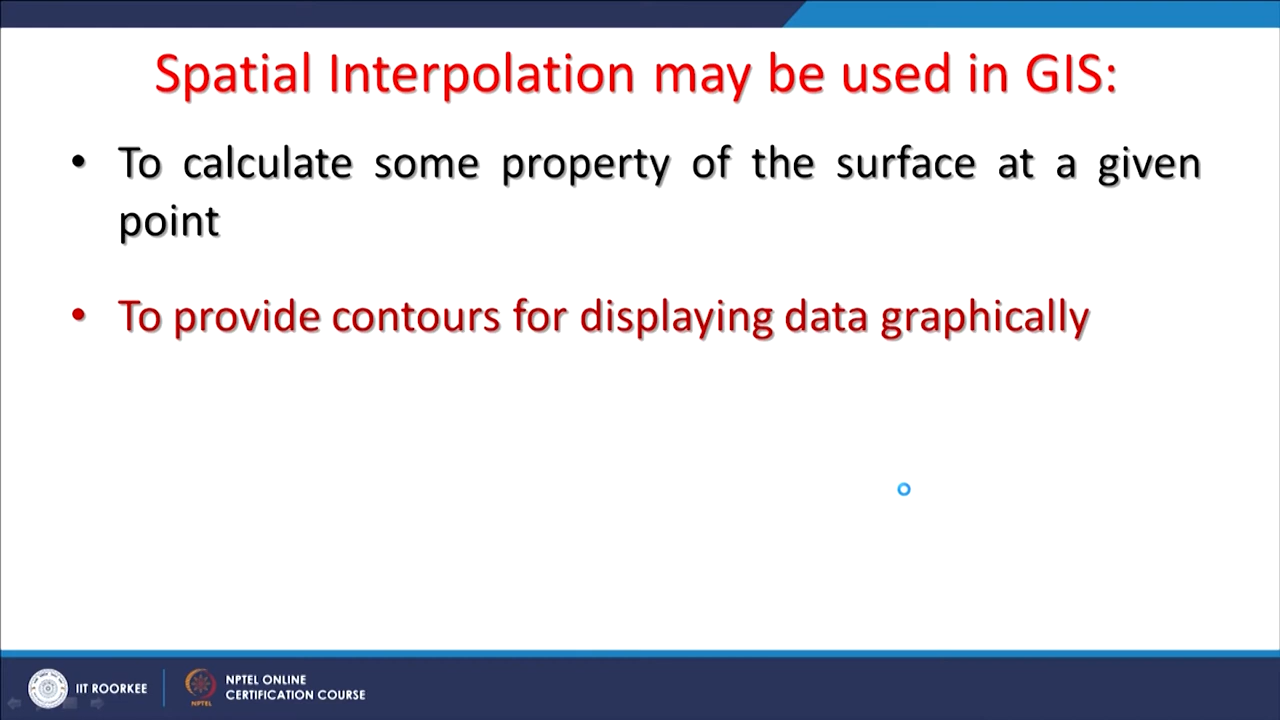 Spatial Interpolation may be used in GIS:
• To calculate some property of the surface at a given
point
• To provide contours for displaying data graphically
IIT ROORKEE
NPTEL
NPTEL ONLINE
CERTIFICATION COURSE